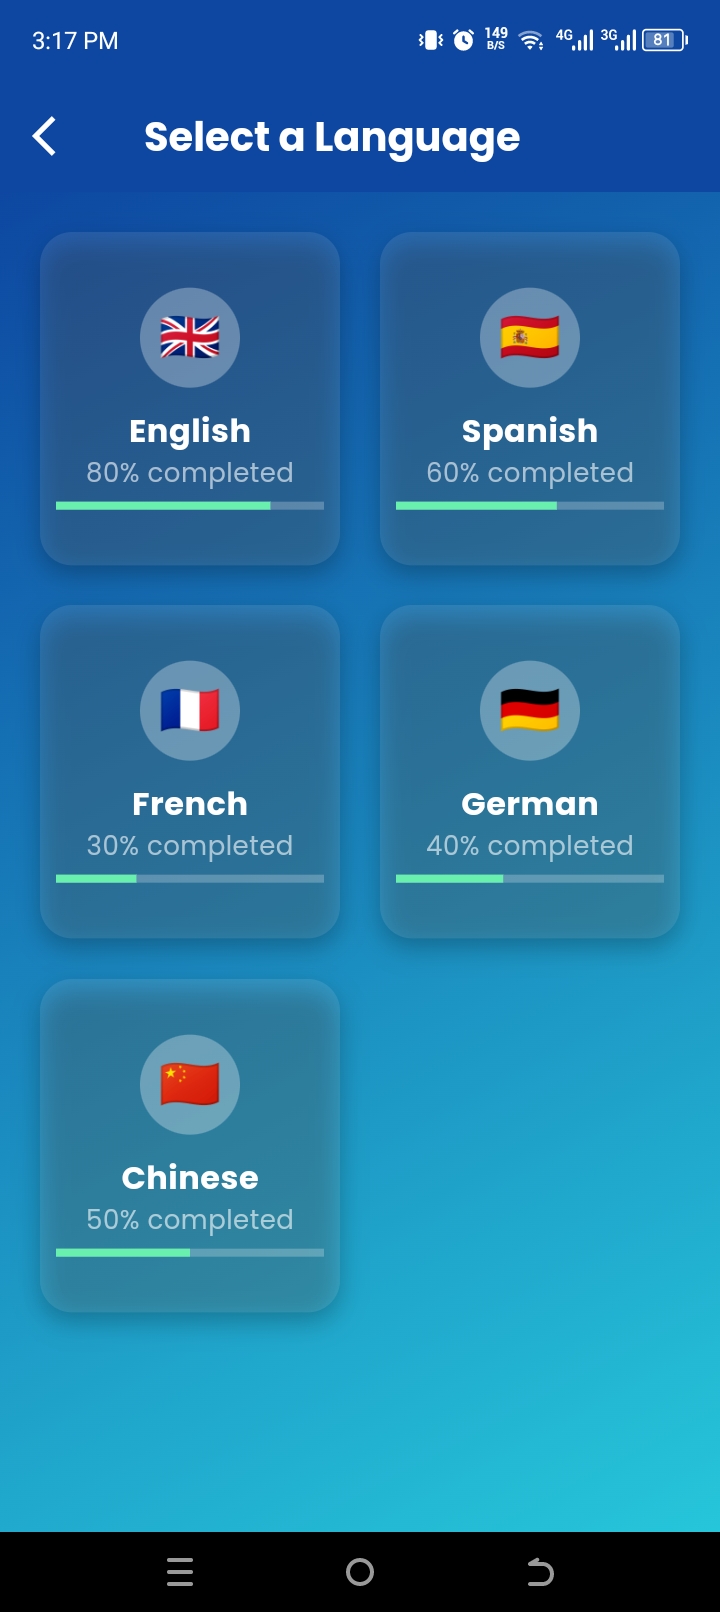 3:17 PM 149 B/S 4G 3G 81
Select a Language
English
80% completed
Spanish
60% completed
French
30% completed
German
40% completed
Chinese
50% completed